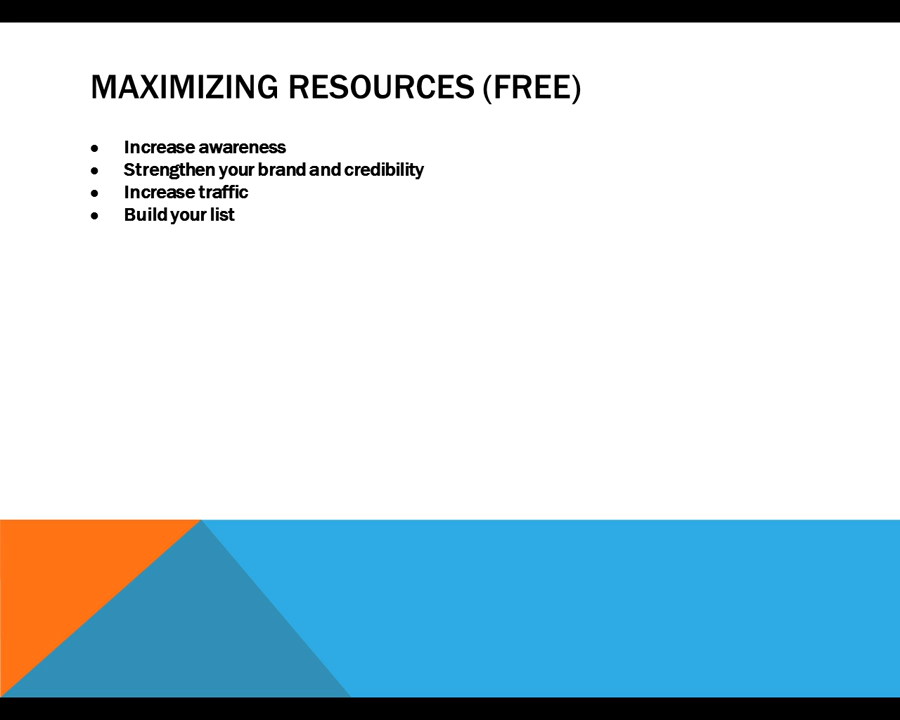 MAXIMIZING RESOURCES (FREE)
• Increase awareness
• Strengthen your brand and credibility
• Increase traffic
• Build your list